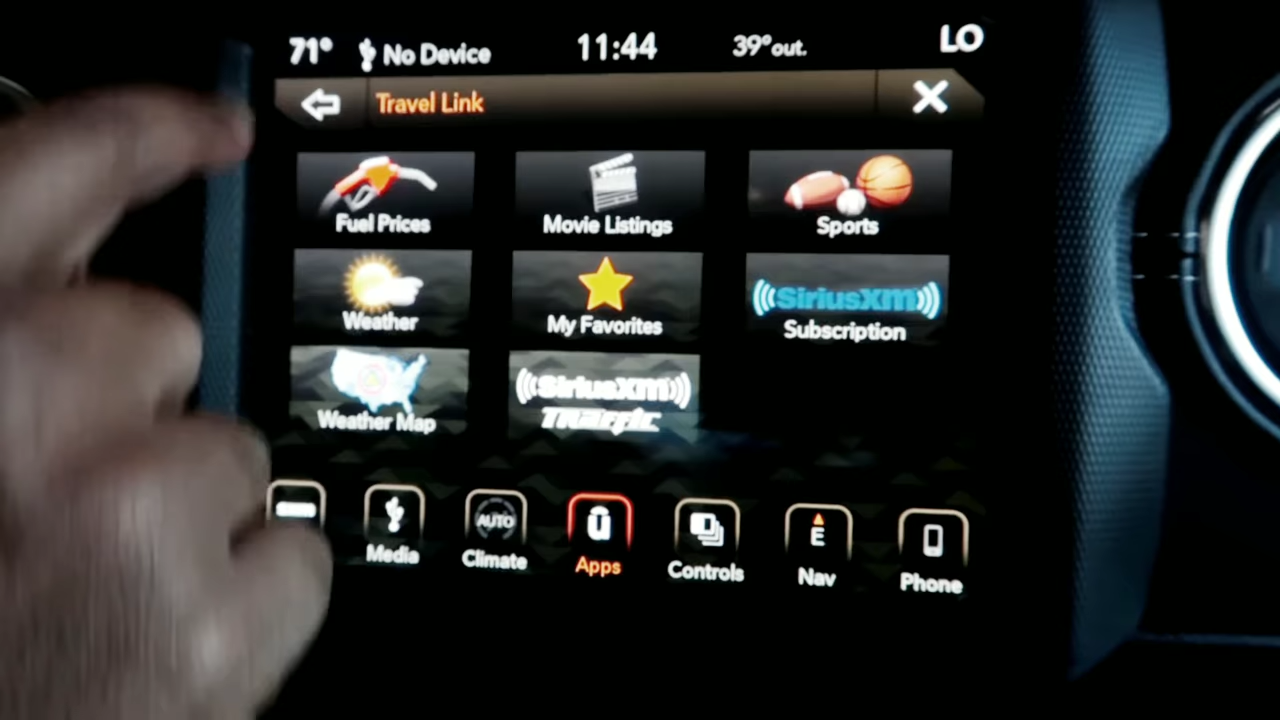 71° No Device 11:44 39°out. LO
Travel Link
Fuel Prices Movie Listings Sports
Weather My Favorites SiriusXM
Subscription
Weather Map SiriusXM
Traffic
AUTO E
Media Climate Apps Controls Nav Phone